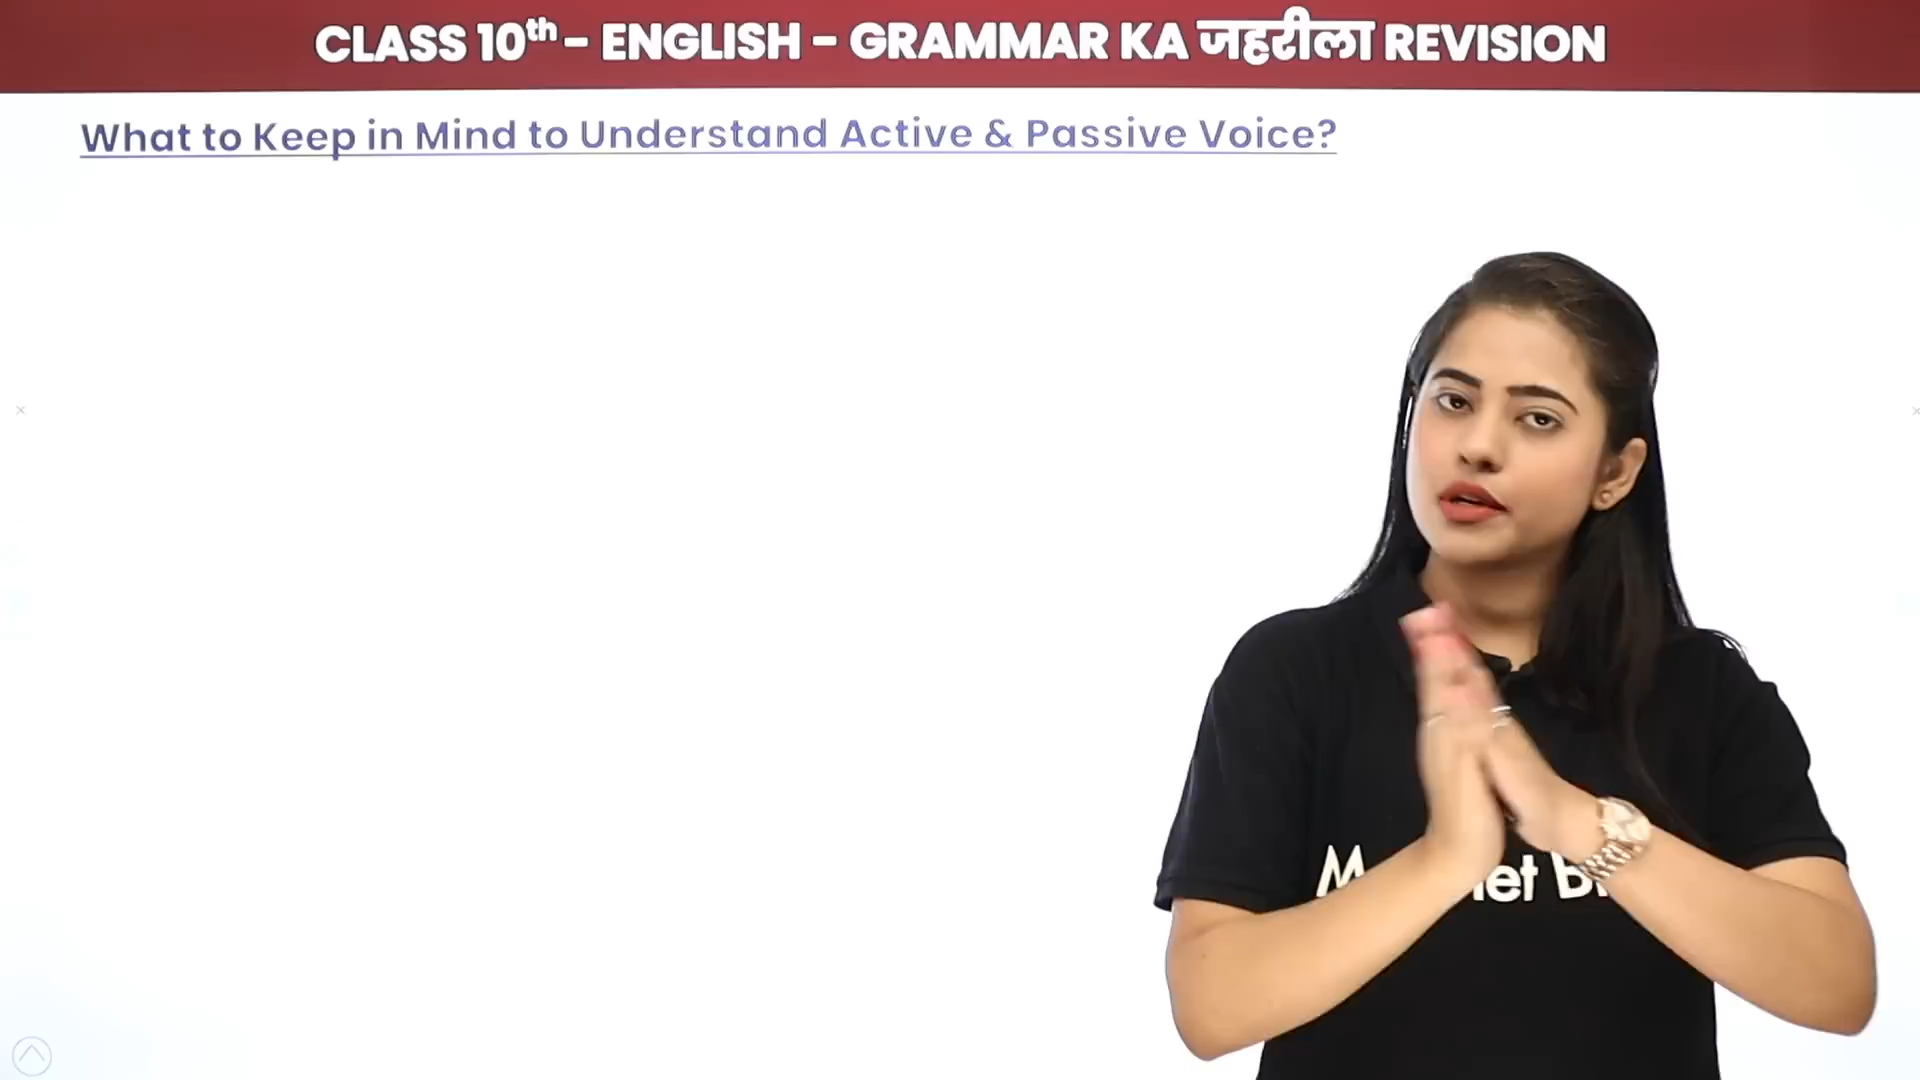 CLASS 10th - ENGLISH - GRAMMAR KA जहरीला REVISION
What to Keep in Mind to Understand Active & Passive Voice?